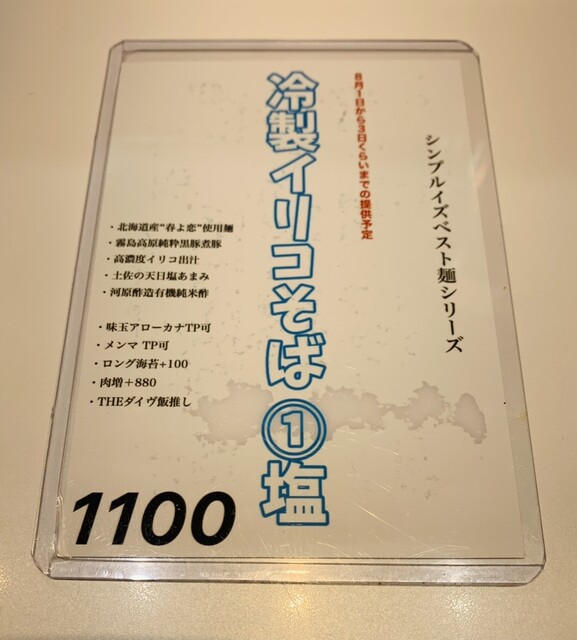 シンプルイズベスト麺シリーズ
8月1日から3日くらいまでの提供予定
冷製イリコそば①塩
・北海道産"春よ恋"使用麺
・霧島高原純粋黒豚煮豚
・高濃度イリコ出汁
・土佐の天日塩あまみ
・河原酢造有機純米酢
・味玉アローカナTP可
・メンマ TP可
・ロング海苔+100
・肉増＋880
・THEダイヴ飯推し
1100